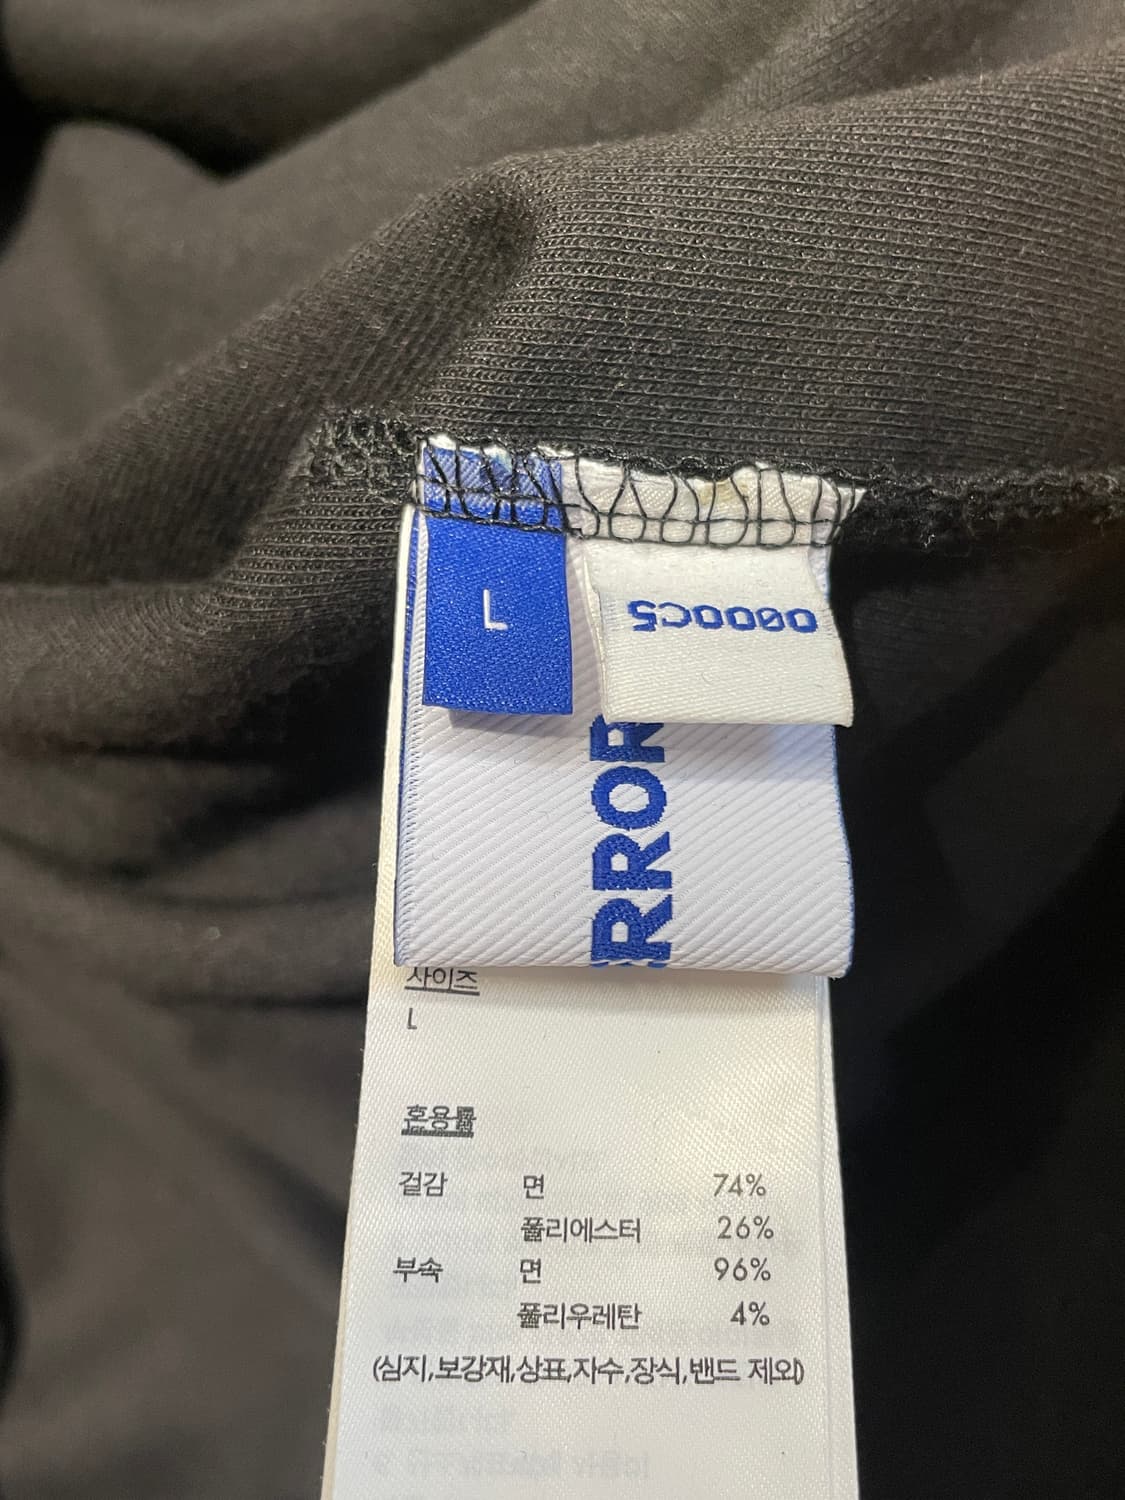 L
0000C5
ERROR
사이즈
L
혼용률
겉감 면 74%
폴리에스터 26%
부속 면 96%
폴리우레탄 4%
(심지,보강재,상표,자수,장식,밴드 제외)